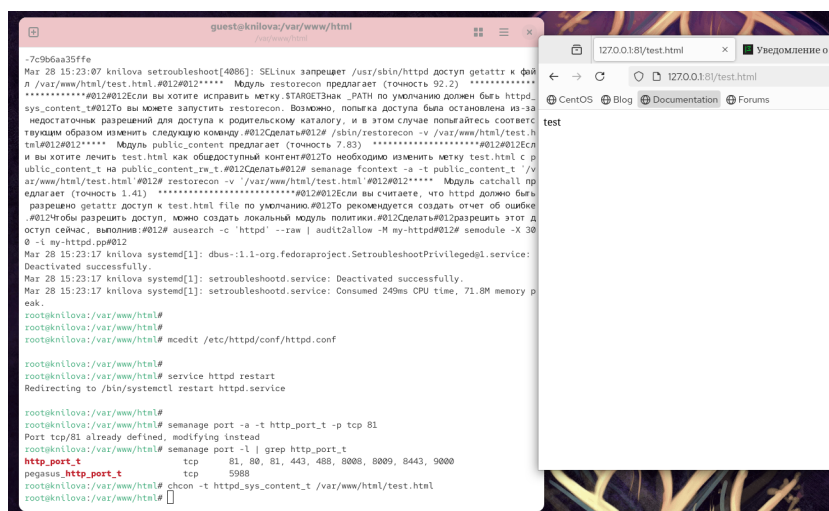 guest@knilova:/var/www/html
/var/www/html
-7c9b6aa35ffe
Mar 28 15:23:07 knilova setroubleshoot[4086]: SELinux запрещает /usr/sbin/httpd доступ getattr к фай
л /var/www/html/test.html.#012#012***** Модуль restorecon предлагает (точность 92.2) *************
************#012#012Если вы хотите исправить метку.$TARGETЗнак _PATH по умолчанию должен быть httpd_
sys_content_t#012То вы можете запустить restorecon. Возможно, попытка доступа была остановлена из-за
недостаточных разрешений для доступа к родительскому каталогу, и в этом случае попытайтесь соответс
твующим образом изменить следующую команду.#012Сделать#012# /sbin/restorecon -v /var/www/html/test.h
tml#012#012***** Модуль public_content предлагает (точность 7.83) *********************#012#012Есл
и вы хотите лечить test.html как общедоступный контент#012То необходимо изменить метку test.html с p
ublic_content_t на public_content_rw_t.#012Сделать#012# semanage fcontext -a -t public_content_t '/v
ar/www/html/test.html'#012# restorecon -v '/var/www/html/test.html'#012#012***** Модуль catchall пр
едлагает (точность 1.41) ***************************#012#012Если вы считаете, что httpd должно быть
разрешено getattr доступ к test.html file по умолчанию.#012То рекомендуется создать отчет об ошибке
.#012Чтобы разрешить доступ, можно создать локальный модуль политики.#012Сделать#012разрешить этот д
оступ сейчас, выполнив:#012# ausearch -c 'httpd' --raw | audit2allow -M my-httpd#012# semodule -X 30
0 -i my-httpd.pp#012
Mar 28 15:23:17 knilova systemd[1]: dbus-:1.1-org.fedoraproject.SetroubleshootPrivileged@1.service:
Deactivated successfully.
Mar 28 15:23:17 knilova systemd[1]: setroubleshootd.service: Deactivated successfully.
Mar 28 15:23:17 knilova systemd[1]: setroubleshootd.service: Consumed 249ms CPU time, 71.8M memory p
eak.
root@knilova:/var/www/html#
root@knilova:/var/www/html#
root@knilova:/var/www/html# mcedit /etc/httpd/conf/httpd.conf
root@knilova:/var/www/html#
root@knilova:/var/www/html# service httpd restart
Redirecting to /bin/systemctl restart httpd.service
root@knilova:/var/www/html#
root@knilova:/var/www/html# semanage port -a -t http_port_t -p tcp 81
Port tcp/81 already defined, modifying instead
root@knilova:/var/www/html# semanage port -l | grep http_port_t
http_port_t tcp 81, 80, 81, 443, 488, 8008, 8009, 8443, 9000
pegasus_http_port_t tcp 5988
root@knilova:/var/www/html# chcon -t httpd_sys_content_t /var/www/html/test.html
root@knilova:/var/www/html#
127.0.0.1:81/test.html
Уведомление о
127.0.0.1:81/test.html
CentOS Blog Documentation Forums
test